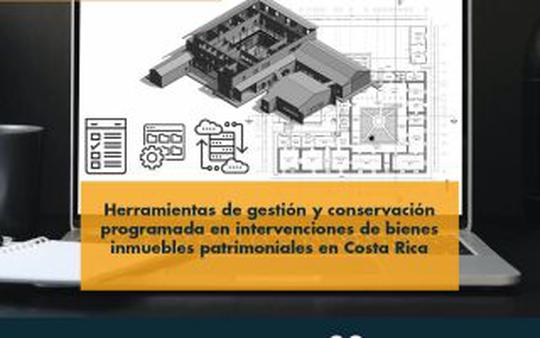 Herramientas de gestión y conservación
programada en intervenciones de bienes
inmuebles patrimoniales en Costa Rica